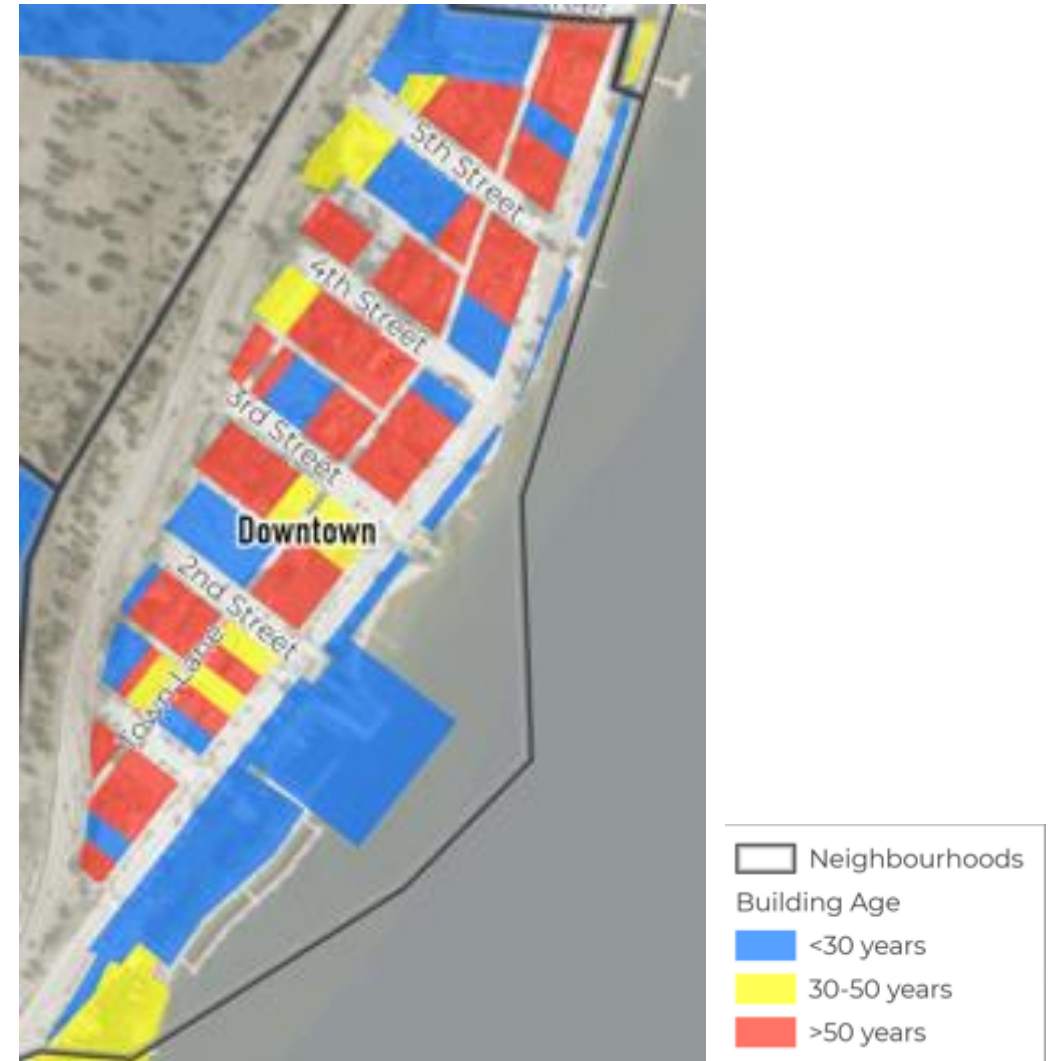 5th Street
4th Street
3rd Street
Downtown
2nd Street
Neighbourhoods
Building Age
<30 years
30-50 years
>50 years